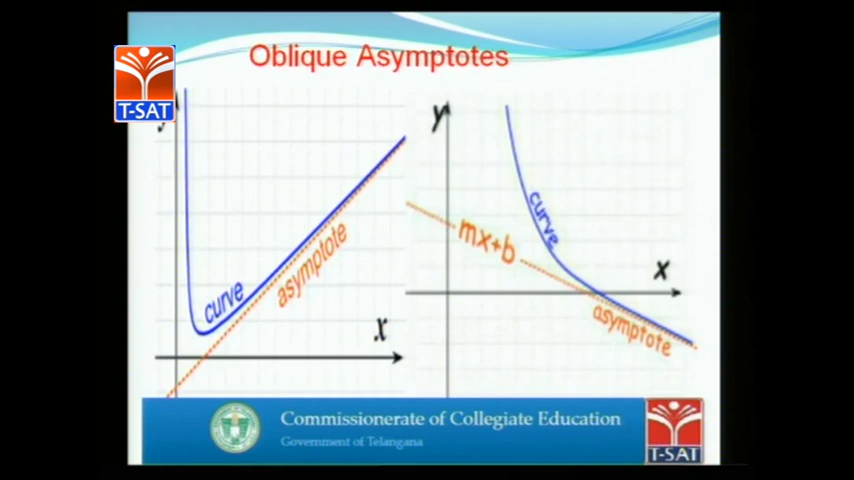 Oblique Asymptotes
T-SAT
y
curve
asymptote
x
y
curve
mx+b
x
asymptote
Commissionerate of Collegiate Education
Government of Telangana
T-SAT